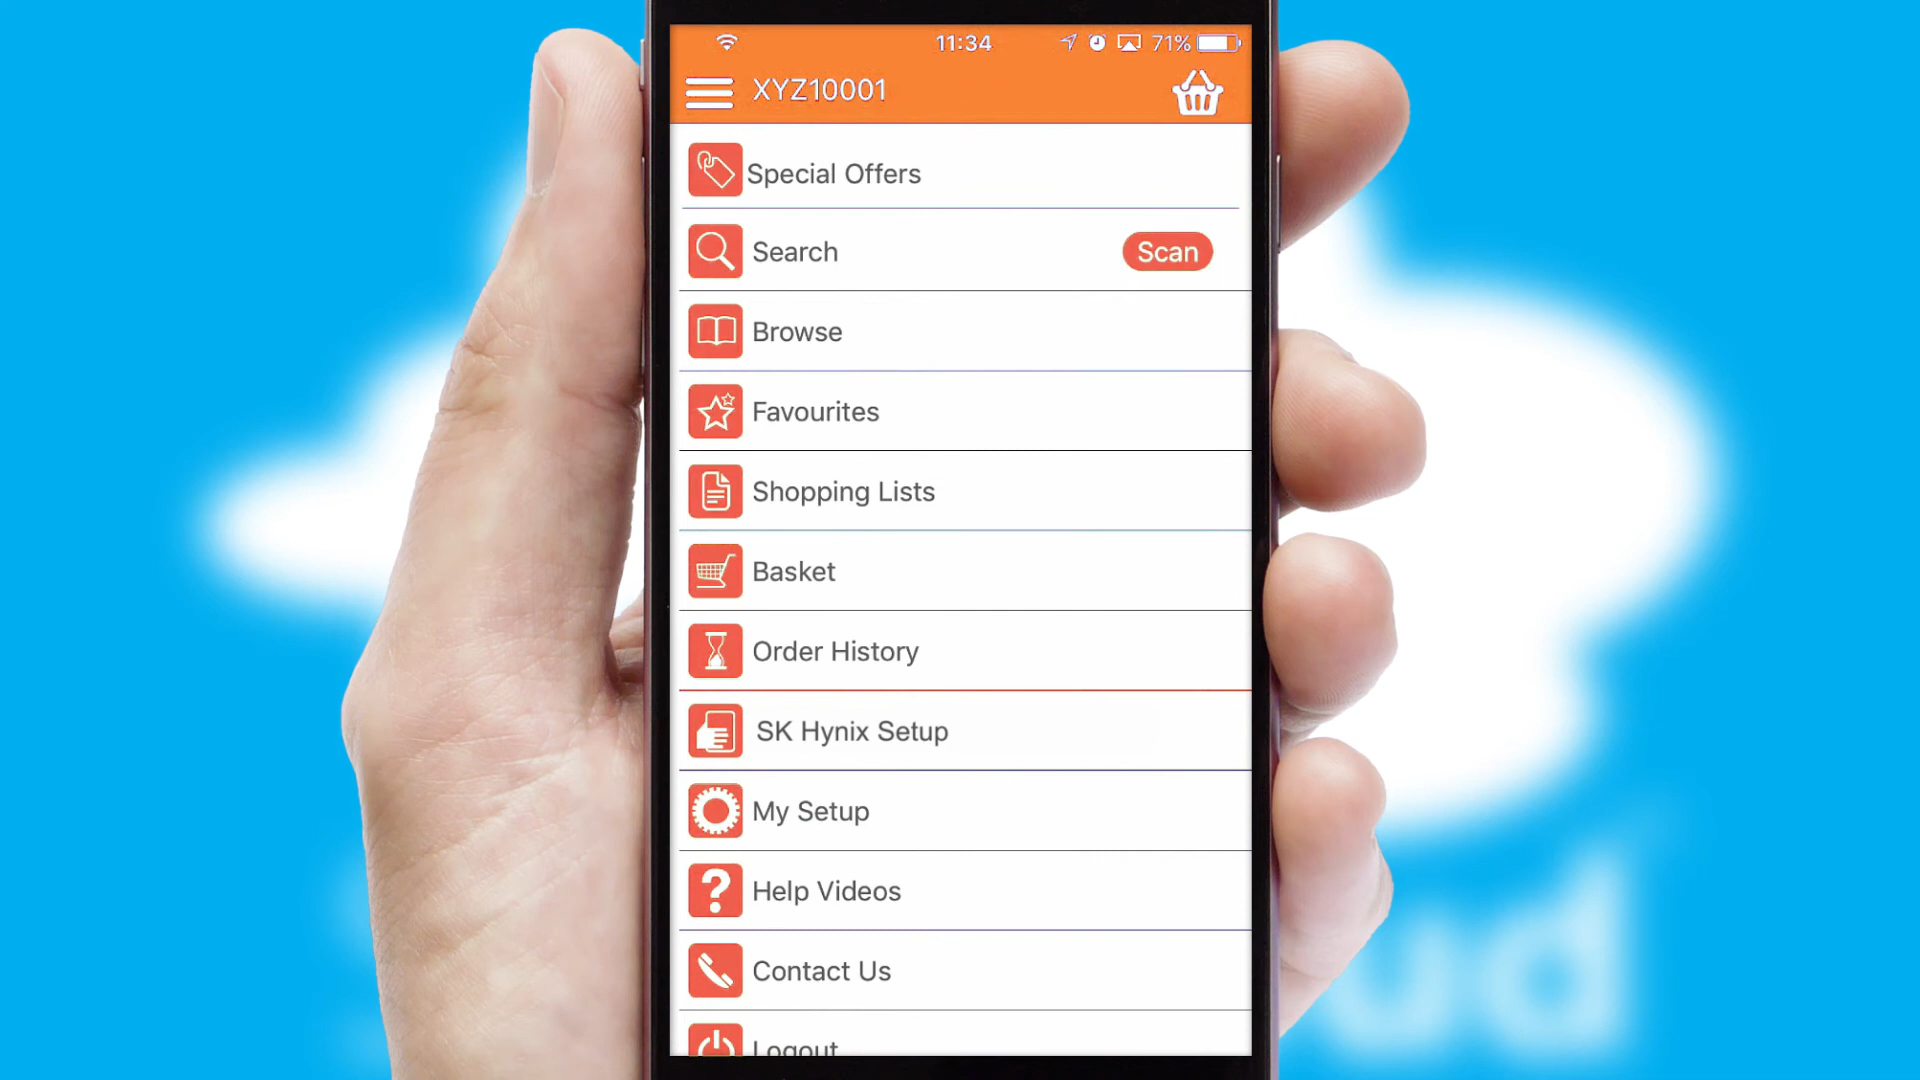 11:34
71%
XYZ10001
Special Offers
Search
Scan
Browse
Favourites
Shopping Lists
Basket
Order History
SK Hynix Setup
My Setup
Help Videos
Contact Us
Logout
ud